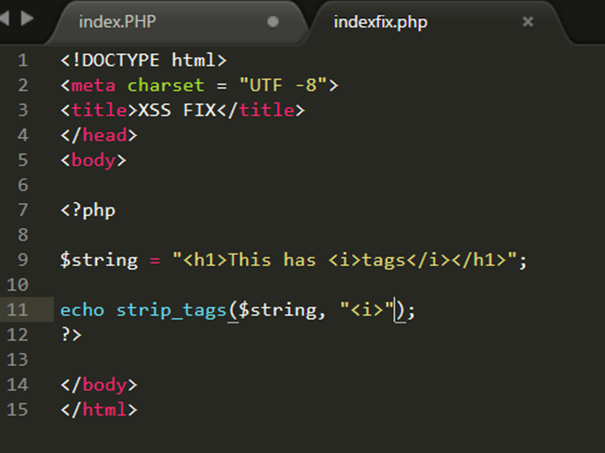 index.PHP
indexfix.php
1 <!DOCTYPE html>
2 <meta charset = "UTF -8">
3 <title>XSS FIX</title>
4 </head>
5 <body>
6
7 <?php
8
9 $string = "<h1>This has <i>tags</i></h1>";
10
11 echo strip_tags($string, "<i>");
12 ?>
13
14 </body>
15 </html>